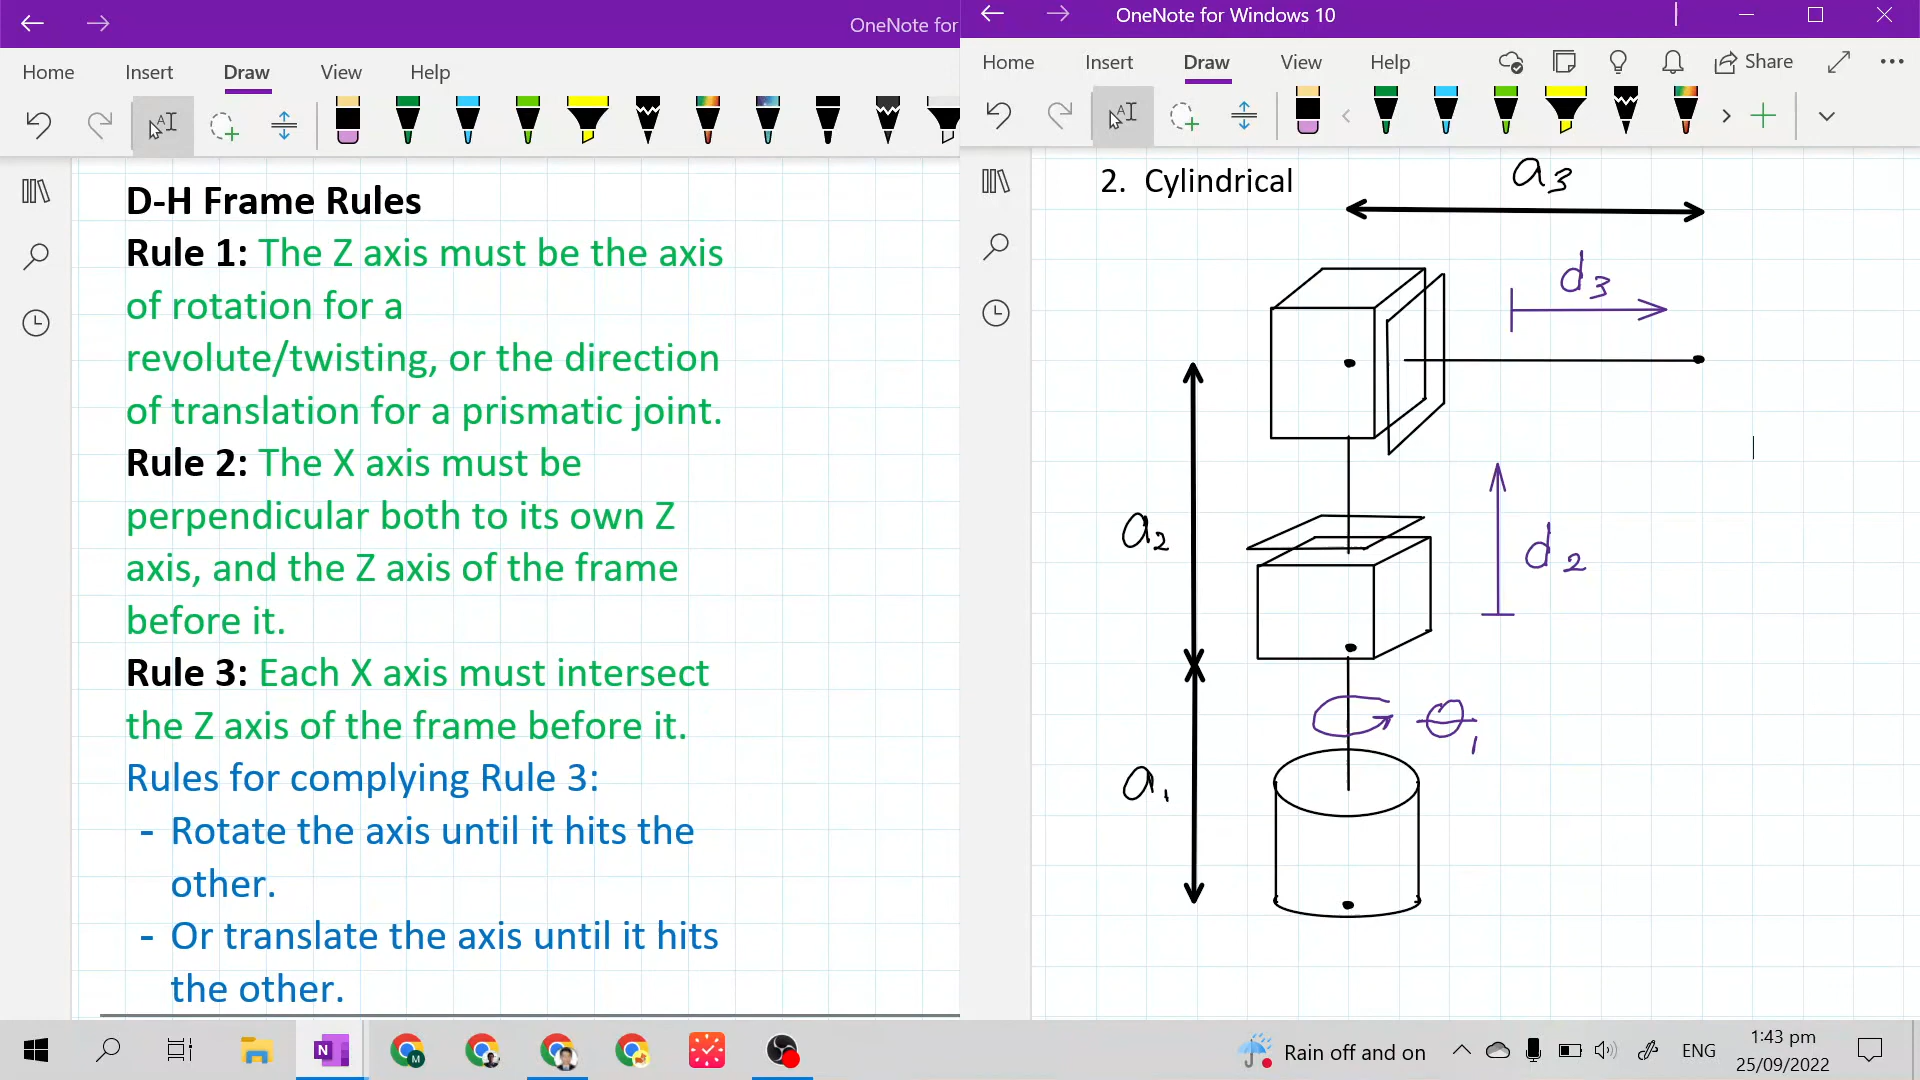 OneNote for
Home Insert Draw View Help
D-H Frame Rules
Rule 1: The Z axis must be the axis
of rotation for a
revolute/twisting, or the direction
of translation for a prismatic joint.
Rule 2: The X axis must be
perpendicular both to its own Z
axis, and the Z axis of the frame
before it.
Rule 3: Each X axis must intersect
the Z axis of the frame before it.
Rules for complying Rule 3:
- Rotate the axis until it hits the
other.
- Or translate the axis until it hits
the other.
OneNote for Windows 10
Home Insert Draw View Help Share
2. Cylindrical
a₃
d₃
a₂
d₂
θ₁
a₁
Rain off and on
ENG
1:43 pm
25/09/2022